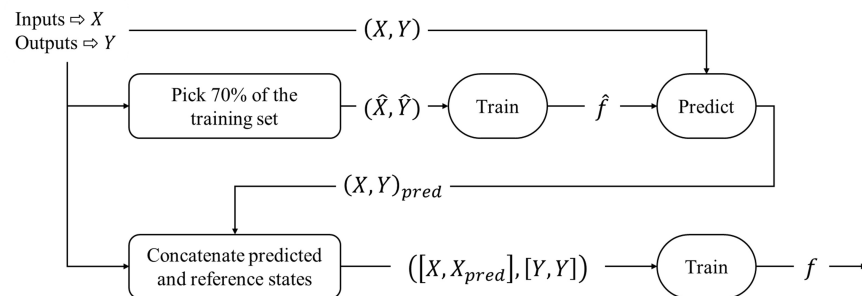 Inputs ⇨ X
Outputs ⇨ Y
(X, Y)
Pick 70% of the
training set
(X̂, Ŷ)
Train
f̂
Predict
(X, Y)pred
Concatenate predicted
and reference states
([X, Xpred], [Y, Y])
Train
f